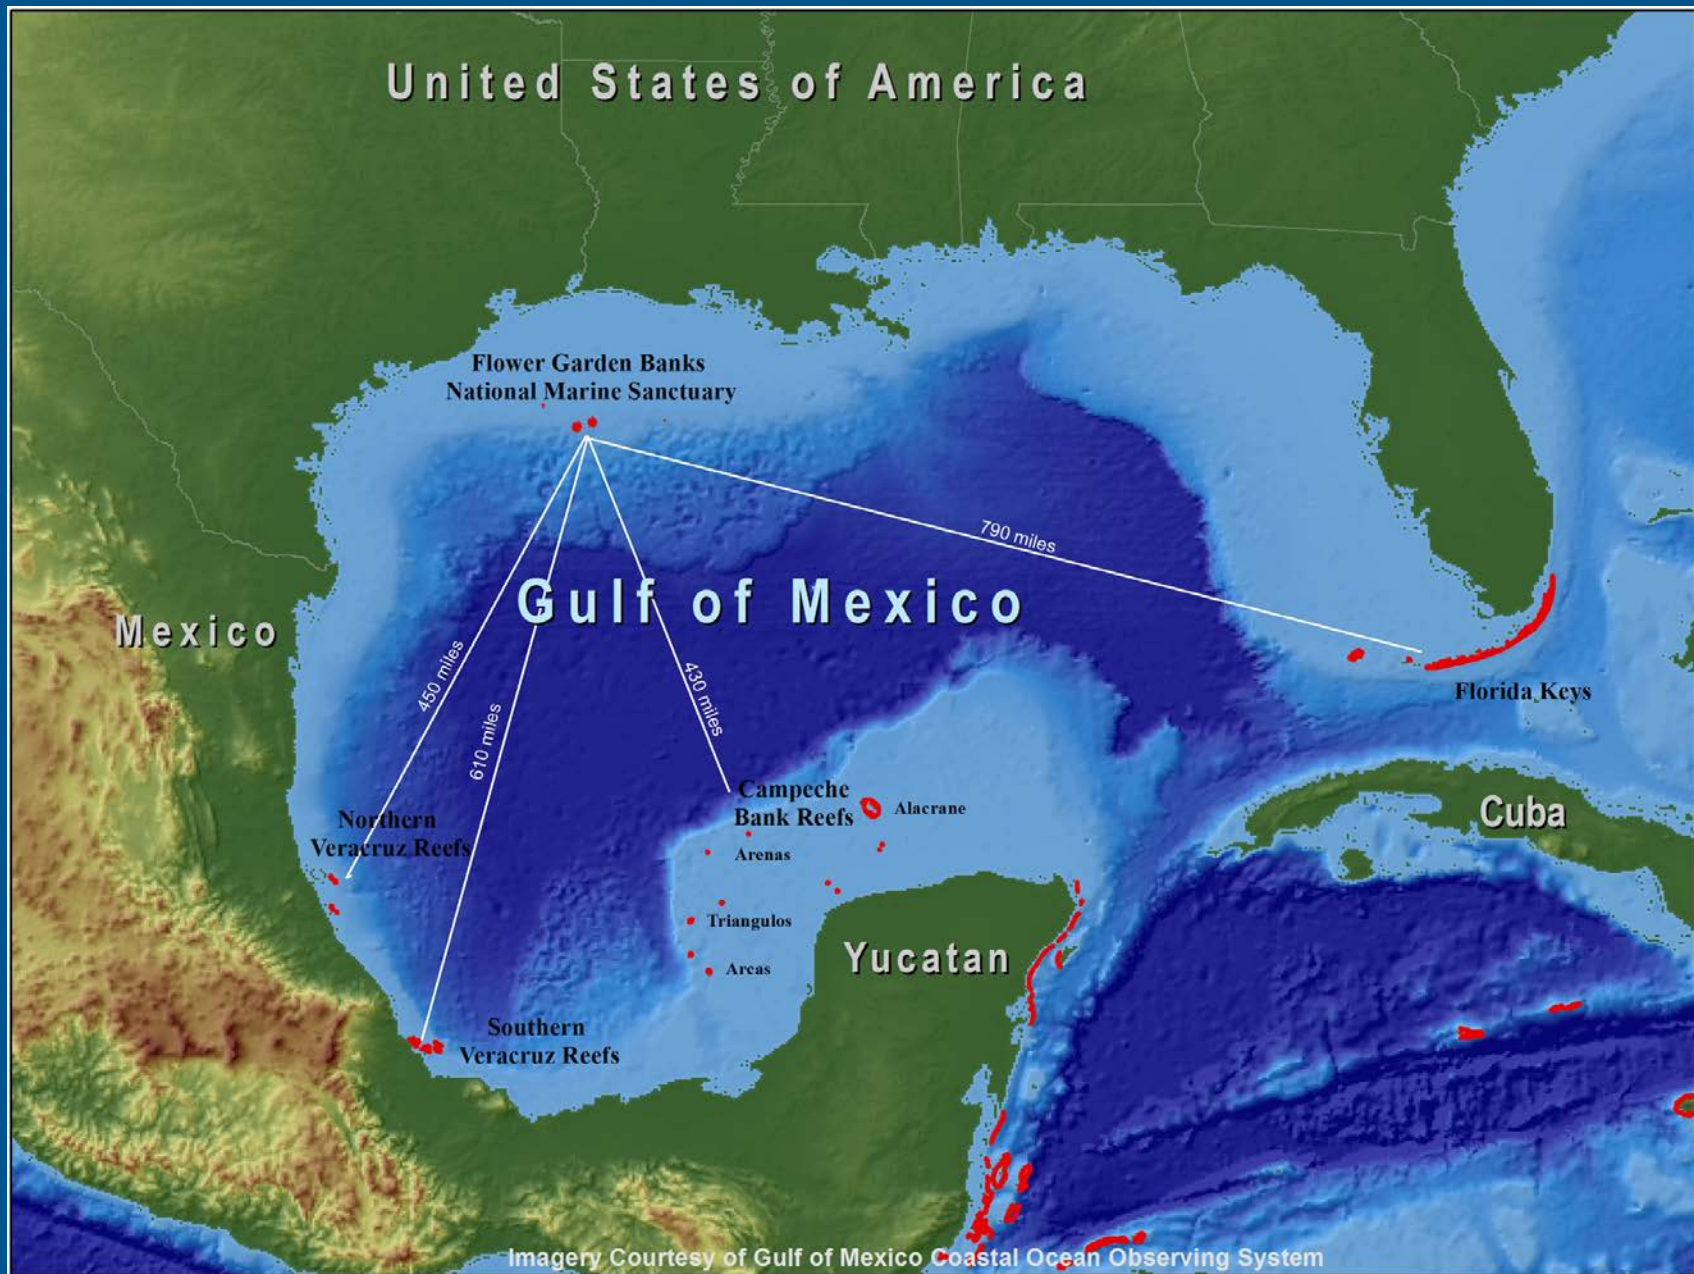 United States of America
Flower Garden Banks
National Marine Sanctuary
790 miles
Gulf of Mexico
Mexico
450 miles
430 miles
610 miles
Florida Keys
Campeche
Bank Reefs
Alacrane
Cuba
Northern
Veracruz Reefs
Arenas
Triangulos
Yucatan
Arcas
Southern
Veracruz Reefs
Imagery Courtesy of Gulf of Mexico Coastal Ocean Observing System